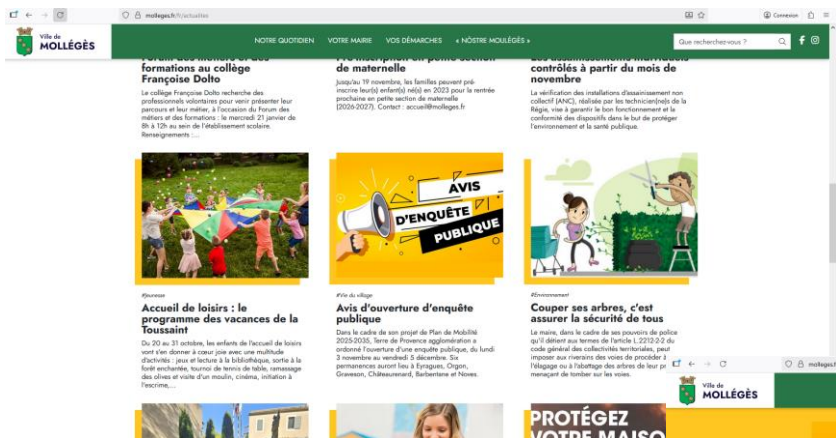 molleges.fr/fr/actualites
Connexion
Ville de
MOLLÉGÈS
NOTRE QUOTIDIEN VOTRE MAIRIE VOS DÉMARCHES « NÒSTRE MOULÉGÈS »
Que recherchez-vous ?
formations au collège
Françoise Dolto
Le collège Françoise Dolto recherche des
professionnels volontaires pour venir présenter leur
parcours et leur métier, à l'occasion du Forum des
métiers et des formations : le mercredi 21 janvier de
8h à 12h au sein de l'établissement scolaire.
Renseignements :...
de maternelle
Jusqu'au 19 novembre, les familles peuvent pré-
inscrire leur(s) enfant(s) né(s) en 2023 pour la rentrée
prochaine en petite section de maternelle
(2026-2027). Contact : accueil@molleges.fr
contrôlés à partir du mois de
novembre
La vérification des installations d'assainissement non
collectif (ANC), réalisée par les technicien(ne)s de la
Régie, vise à garantir le bon fonctionnement et la
conformité des dispositifs dans le but de protéger
l'environnement et la santé publique.
AVIS
D'ENQUÊTE
PUBLIQUE
#Jeunesse
Accueil de loisirs : le
programme des vacances de la
Toussaint
Du 20 au 31 octobre, les enfants de l'accueil de loisirs
vont s'en donner à cœur joie avec une multitude
d'activités : jeux et lecture à la bibliothèque, sortie à la
forêt enchantée, tournoi de tennis de table, ramassage
des olives et visite d'un moulin, cinéma, initiation à
l'escrime,...
#Vie du village
Avis d'ouverture d'enquête
publique
Dans le cadre de son projet de Plan de Mobilité
2025-2035, Terre de Provence agglomération a
ordonné l'ouverture d'une enquête publique, du lundi
3 novembre au vendredi 5 décembre. Six
permanences auront lieu à Eyragues, Orgon,
Graveson, Châteaurenard, Barbentane et Noves.
#Environnement
Couper ses arbres, c'est
assurer la sécurité de tous
Le maire, dans le cadre de ses pouvoirs de police
qu'il détient aux termes de l'article L.2212-2-2 du
code général des collectivités territoriales, peut
imposer aux riverains des voies de procéder à
l'élagage ou à l'abattage des arbres de leur pr
menaçant de tomber sur les voies.
PROTÉGEZ
VOTRE MAISO
molleges.f
Ville de
MOLLÉGÈS